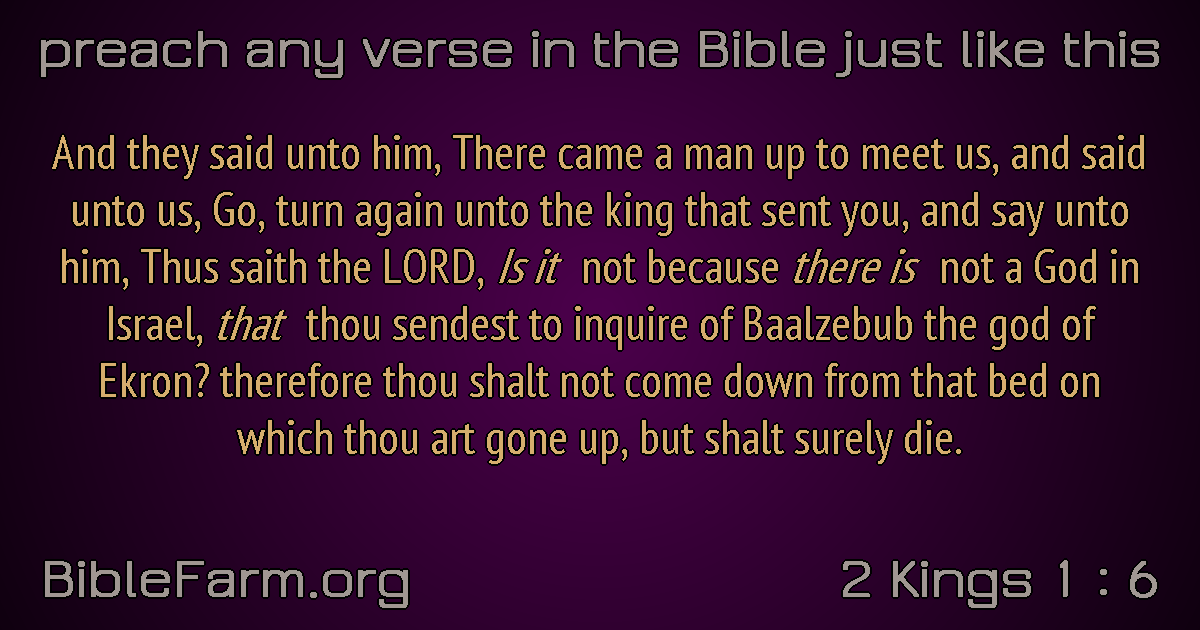 preach any verse in the Bible just like this
And they said unto him, There came a man up to meet us, and said
unto us, Go, turn again unto the king that sent you, and say unto
him, Thus saith the LORD, Is it not because there is not a God in
Israel, that thou sendest to inquire of Baalzebub the god of
Ekron? therefore thou shalt not come down from that bed on
which thou art gone up, but shalt surely die.
BibleFarm.org
2 Kings 1 : 6